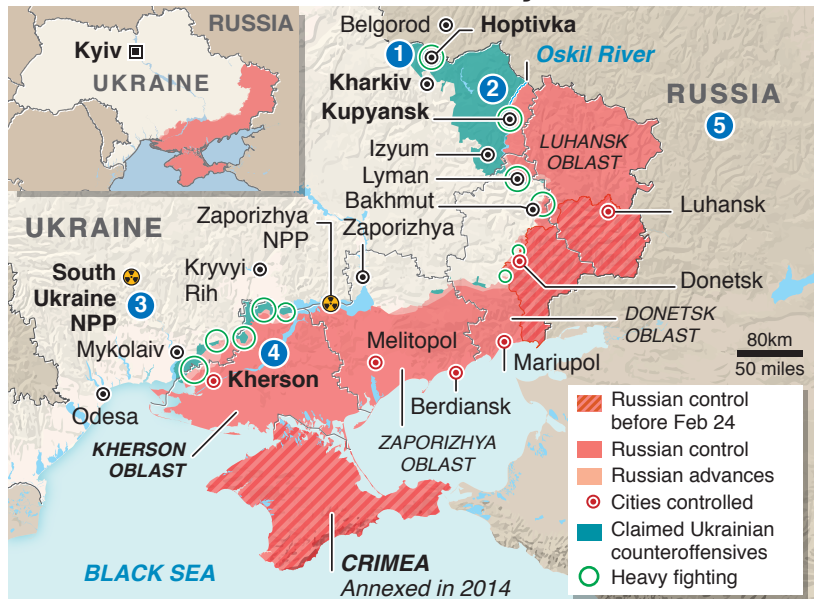 RUSSIA
Kyiv
UKRAINE
Belgorod
Hoptivka
1
Oskil River
Kharkiv
2
Kupyansk
RUSSIA
5
Izyum
LUHANSK
OBLAST
Lyman
Bakhmut
Luhansk
UKRAINE
Zaporizhya
NPP
Zaporizhya
South
Ukraine
NPP
3
Kryvyi
Rih
Donetsk
DONETSK
OBLAST
Mykolaiv
4
Melitopol
80km
50 miles
Kherson
Mariupol
Odesa
Berdiansk
KHERSON
OBLAST
ZAPORIZHYA
OBLAST
BLACK SEA
CRIMEA
Annexed in 2014
Russian control
before Feb 24
Russian control
Russian advances
Cities controlled
Claimed Ukrainian
counteroffensives
Heavy fighting